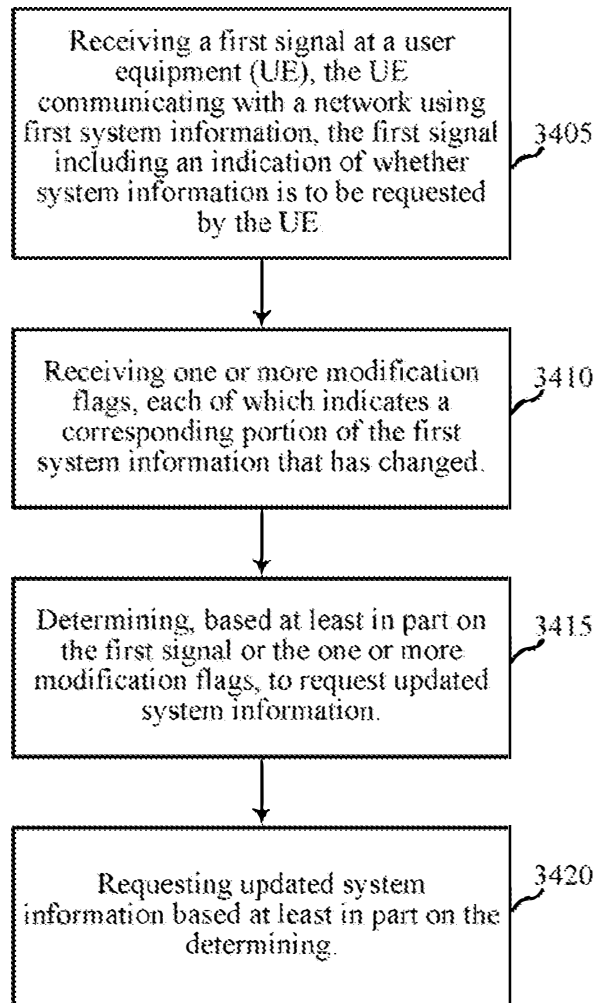 Receiving a first signal at a user
equipment (UE), the UE
communicating with a network using
first system information, the first signal
including an indication of whether
system information is to be requested
by the UE
3405
Receiving one or more modification
flags, each of which indicates a
corresponding portion of the first
system information that has changed.
3410
Determining, based at least in part on
the first signal or the one or more
modification flags, to request updated
system information.
3415
Requesting updated system
information based at least in part on the
determining.
3420